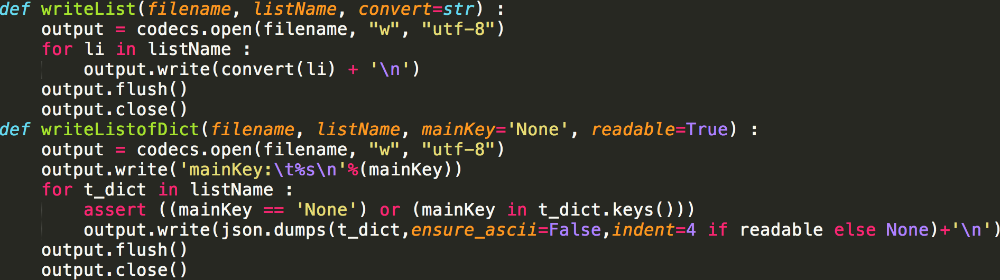 def writeList(filename, listName, convert=str) :
    output = codecs.open(filename, "w", "utf-8")
    for li in listName :
        output.write(convert(li) + '\n')
    output.flush()
    output.close()
def writeListofDict(filename, listName, mainKey='None', readable=True) :
    output = codecs.open(filename, "w", "utf-8")
    output.write('mainKey:\t%s\n'%(mainKey))
    for t_dict in listName :
        assert ((mainKey == 'None') or (mainKey in t_dict.keys()))
        output.write(json.dumps(t_dict,ensure_ascii=False,indent=4 if readable else None)+'\n')
    output.flush()
    output.close()